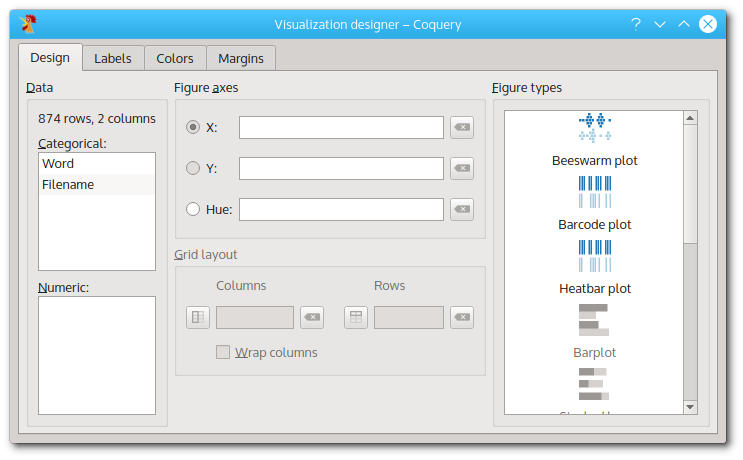 Visualization designer – Coquery
Design
Labels
Colors
Margins
Data
874 rows, 2 columns
Categorical:
Word
Filename
Numeric:
Figure axes
X:
Y:
Hue:
Grid layout
Columns
Rows
Wrap columns
Figure types
Beeswarm plot
Barcode plot
Heatbar plot
Barplot